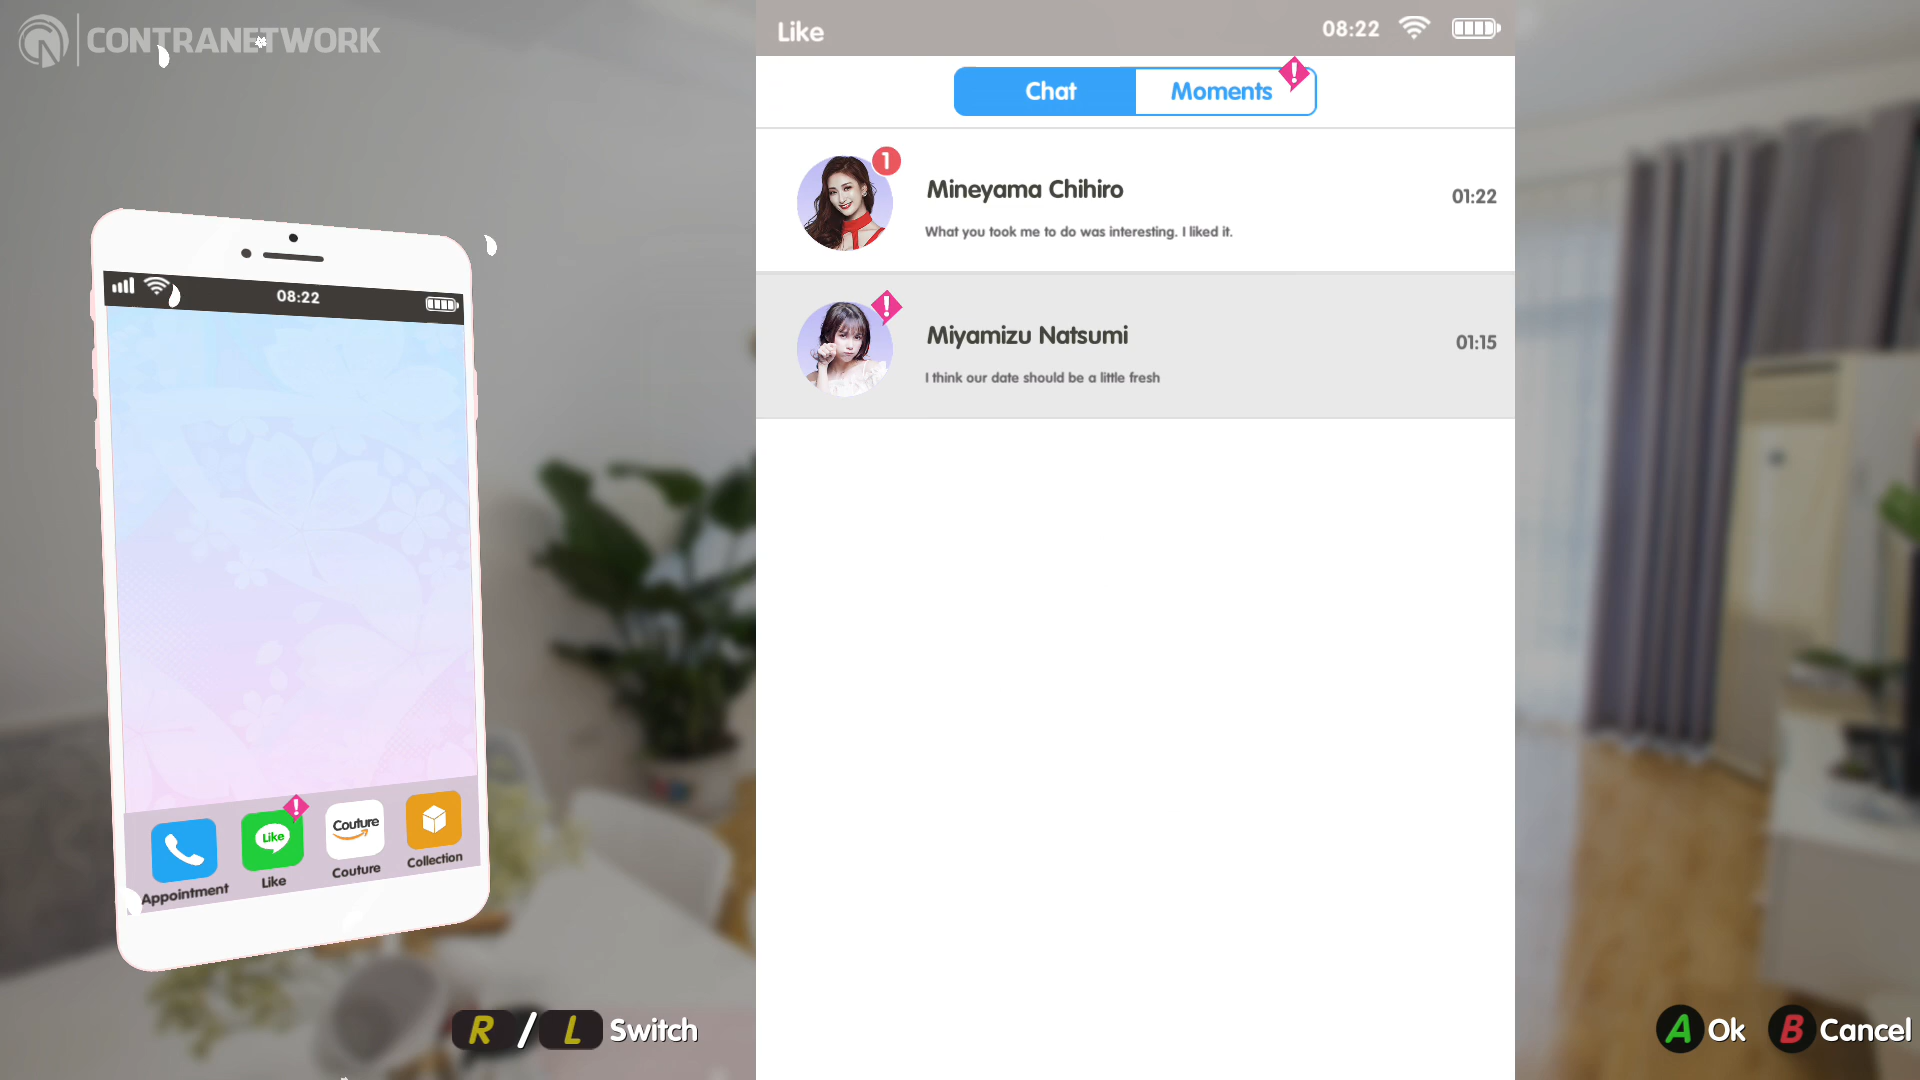 CONTRANETWORK
Like
08:22
Chat
Moments
!
1
Mineyama Chihiro
01:22
What you took me to do was interesting. I liked it.
!
Miyamizu Natsumi
01:15
I think our date should be a little fresh
08:22
!
Like
Couture
Appointment
Like
Couture
Collection
R / L Switch
A Ok B Cancel